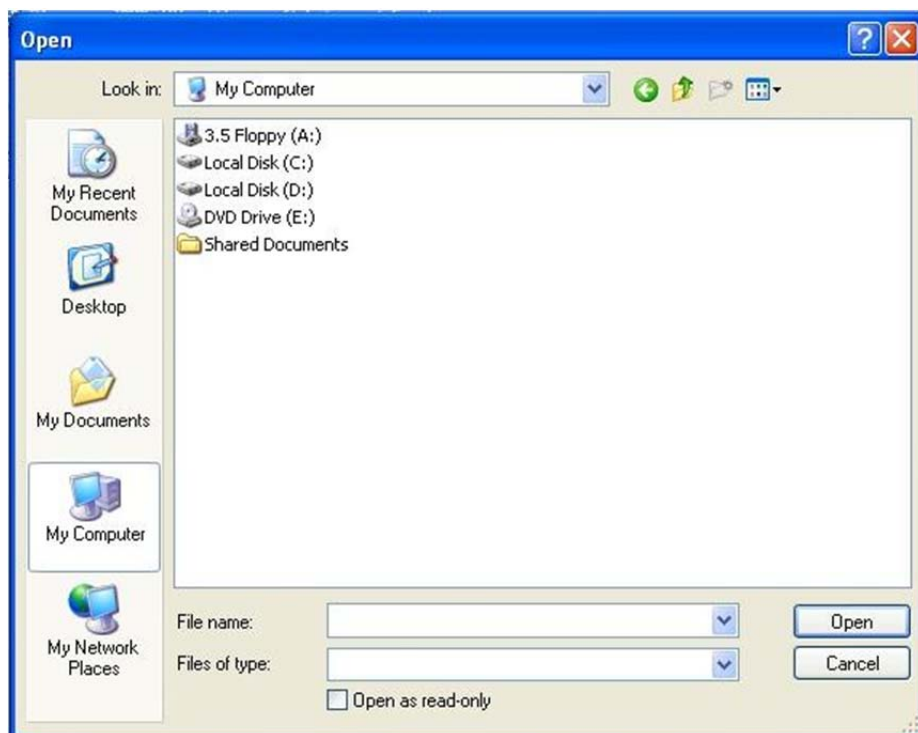 Open
Look in: My Computer
My Recent
Documents
Desktop
My Documents
My Computer
My Network
Places
3.5 Floppy (A:)
Local Disk (C:)
Local Disk (D:)
DVD Drive (E:)
Shared Documents
File name: Open
Files of type: Cancel
Open as read-only